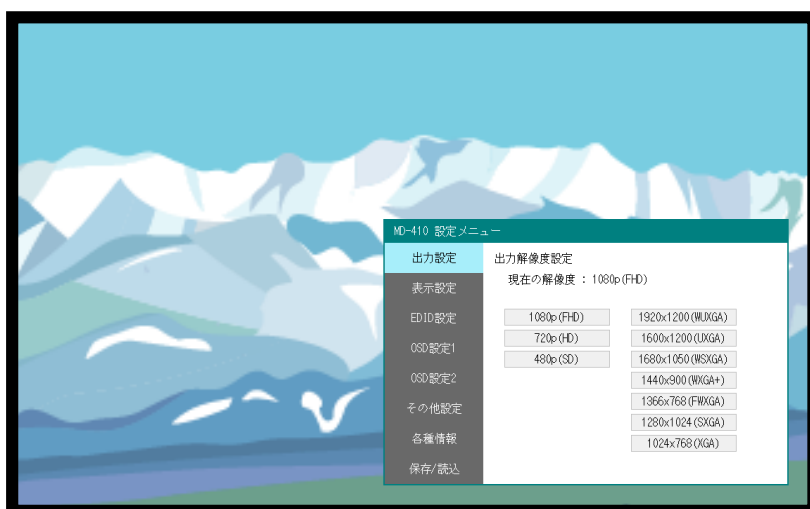 MD-410 設定メニュー
出力設定
表示設定
EDID設定
OSD設定1
OSD設定2
その他設定
各種情報
保存/読込
出力解像度設定
現在の解像度 : 1080p(FHD)
1080p(FHD)
720p(HD)
480p(SD)
1920x1200(WUXGA)
1600x1200(UXGA)
1680x1050(WSXGA)
1440x900(WXGA+)
1366x768(FWXGA)
1280x1024(SXGA)
1024x768(XGA)